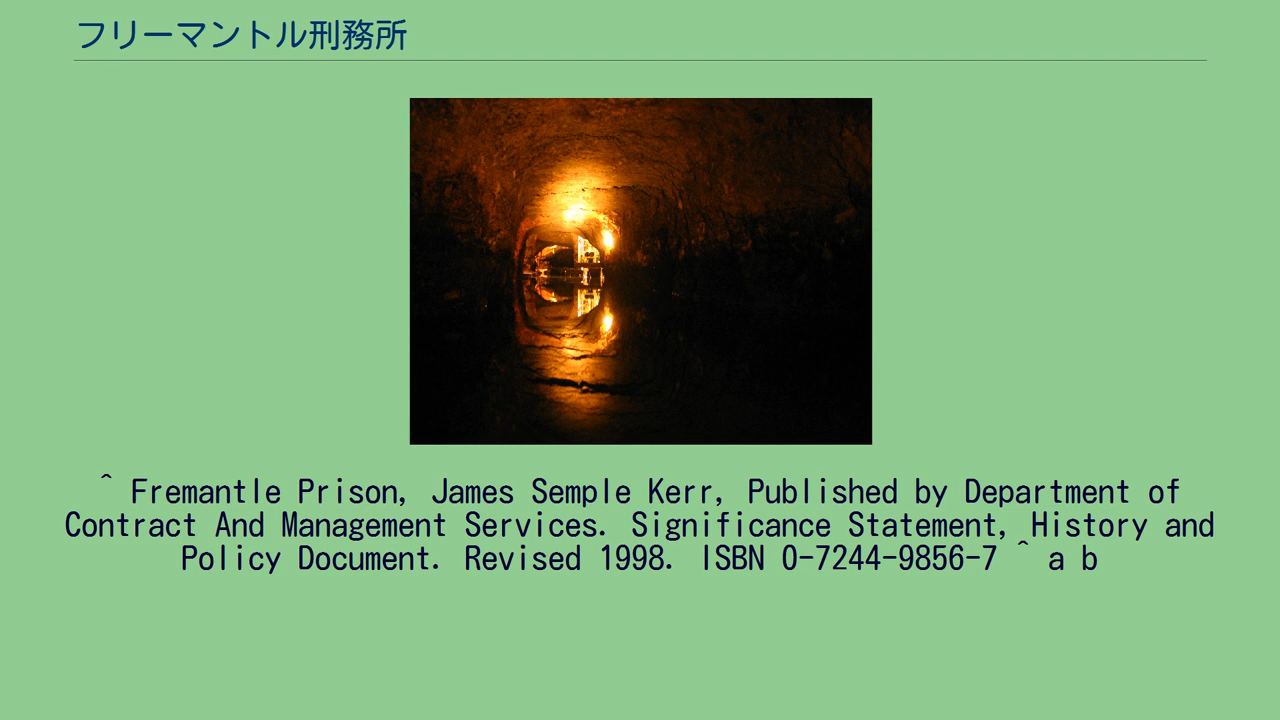 フリーマントル刑務所
^ Fremantle Prison, James Semple Kerr, Published by Department of
Contract And Management Services. Significance Statement, History and
Policy Document. Revised 1998. ISBN 0-7244-9856-7 ^ a b